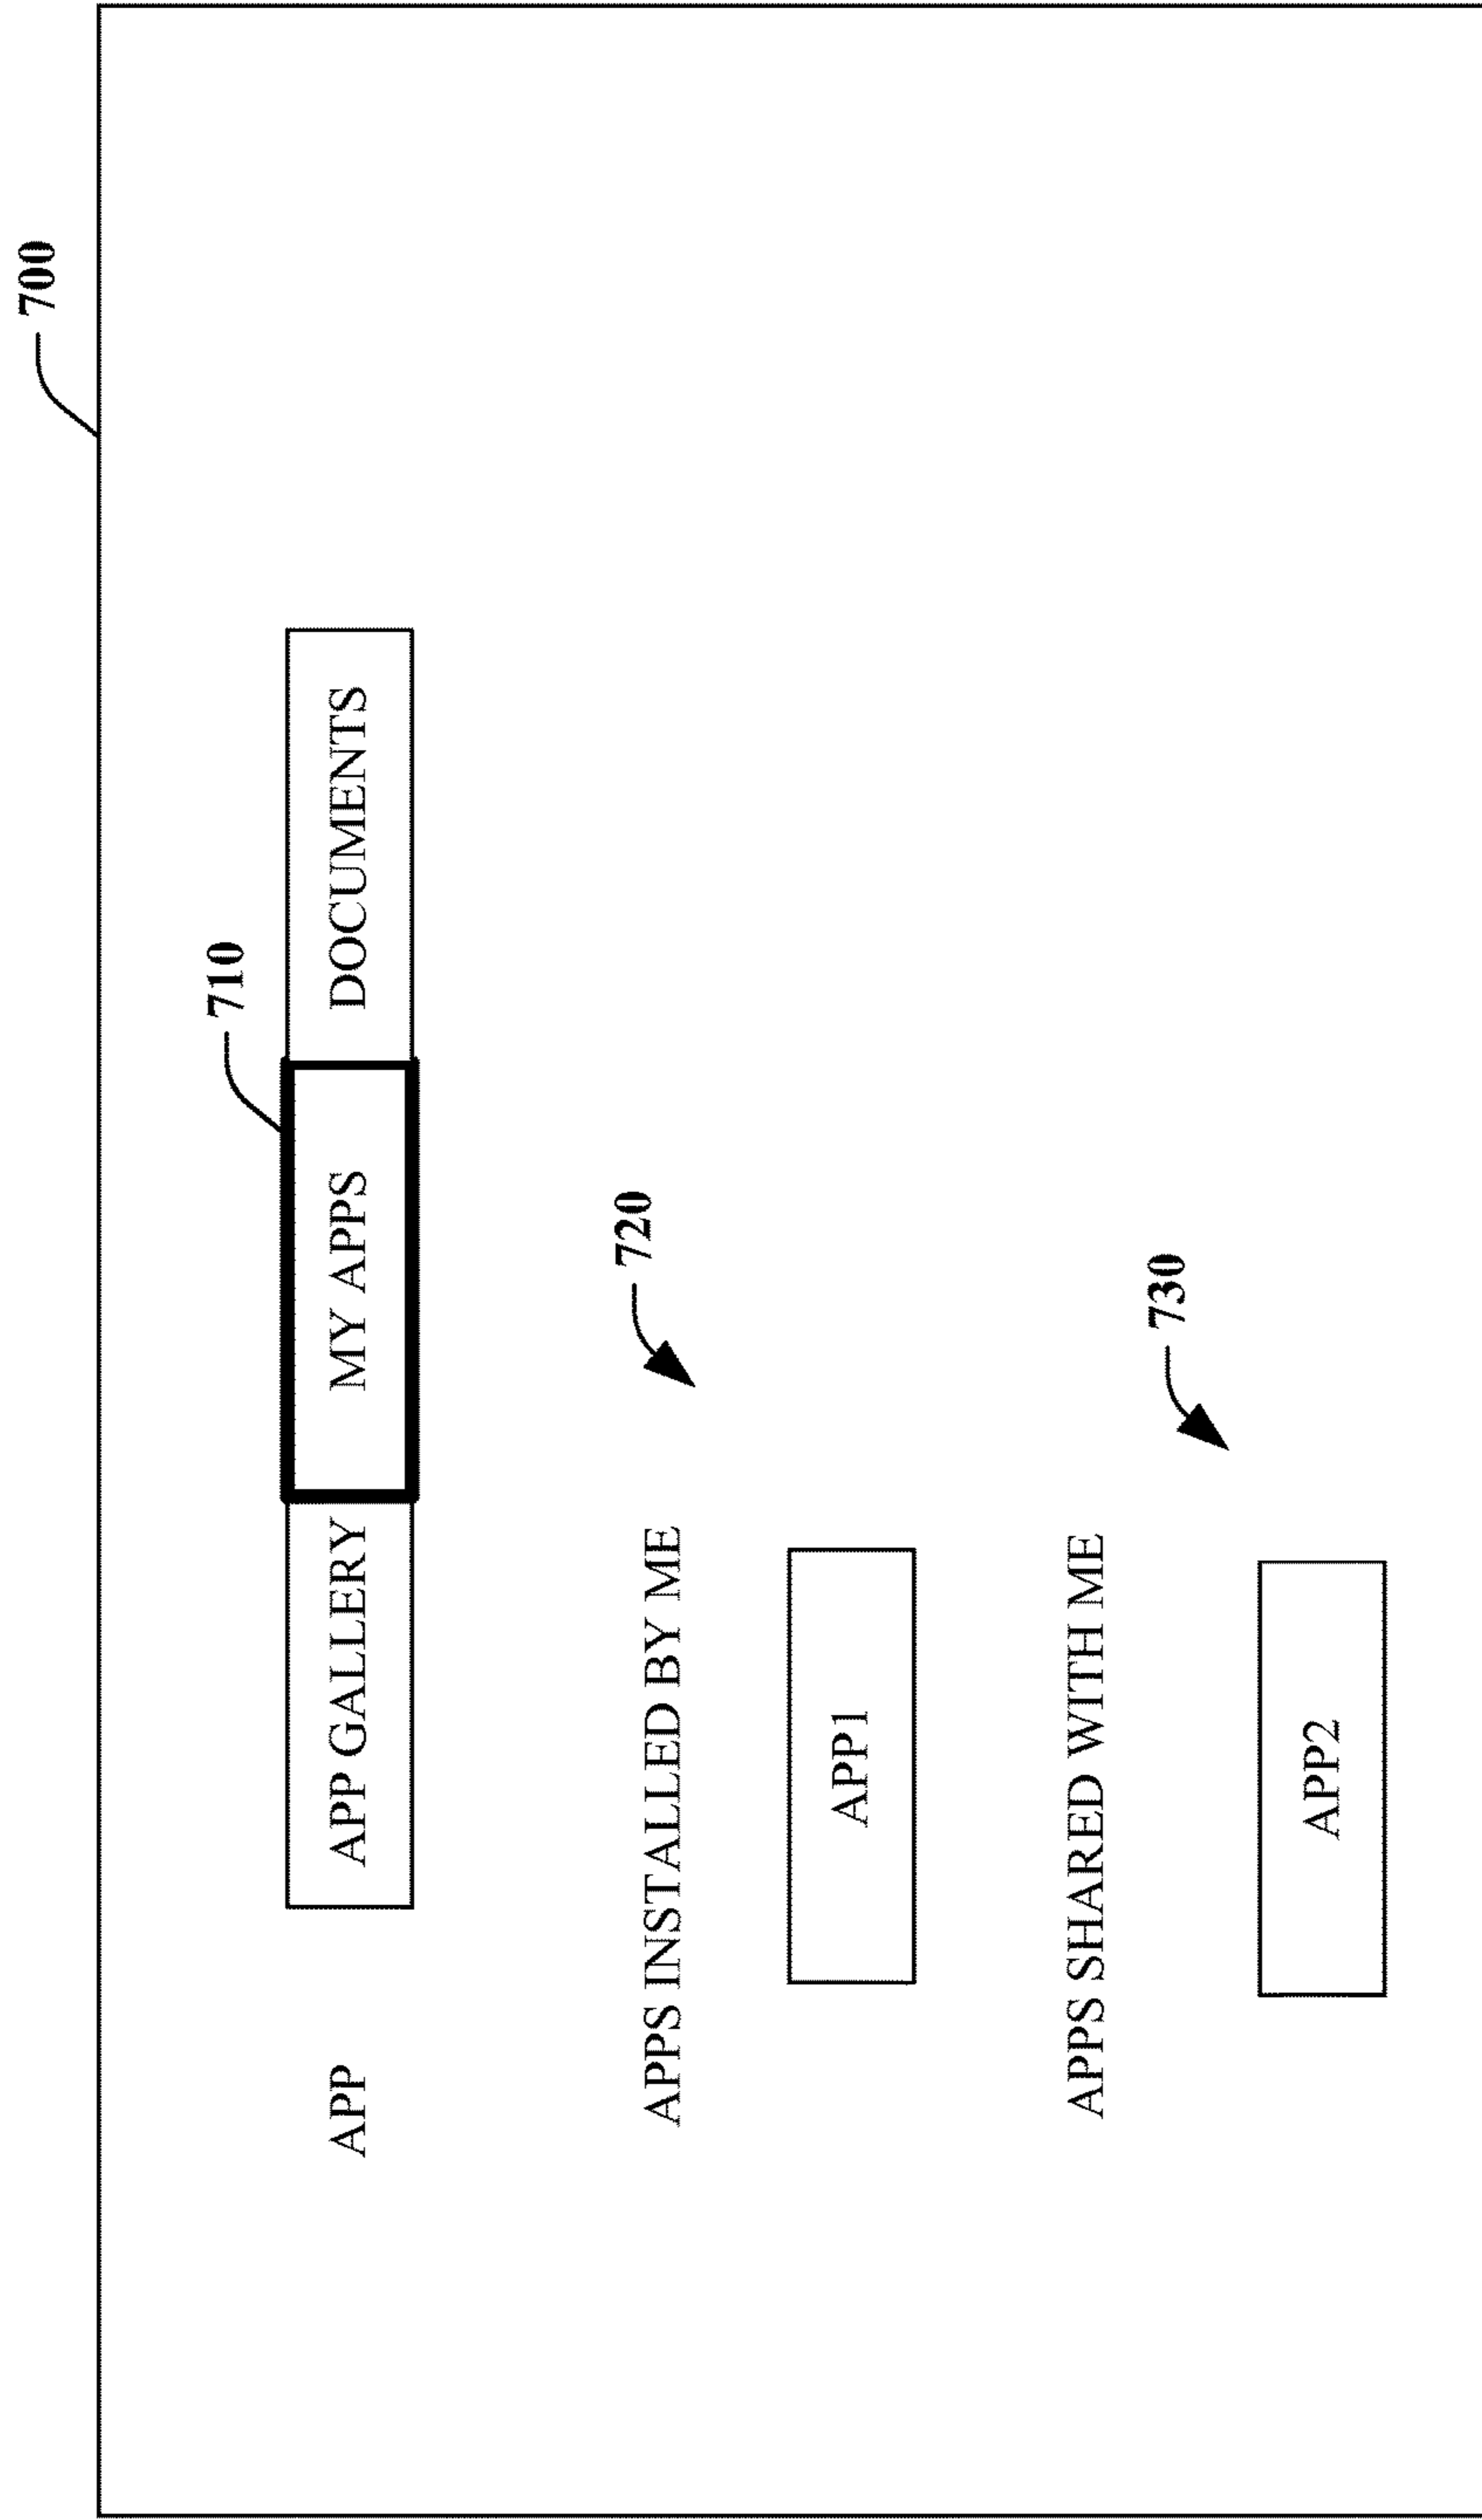 700
710
APP APP GALLERY MY APPS DOCUMENTS
720
APPS INSTALLED BY ME
APP1
730
APPS SHARED WITH ME
APP2